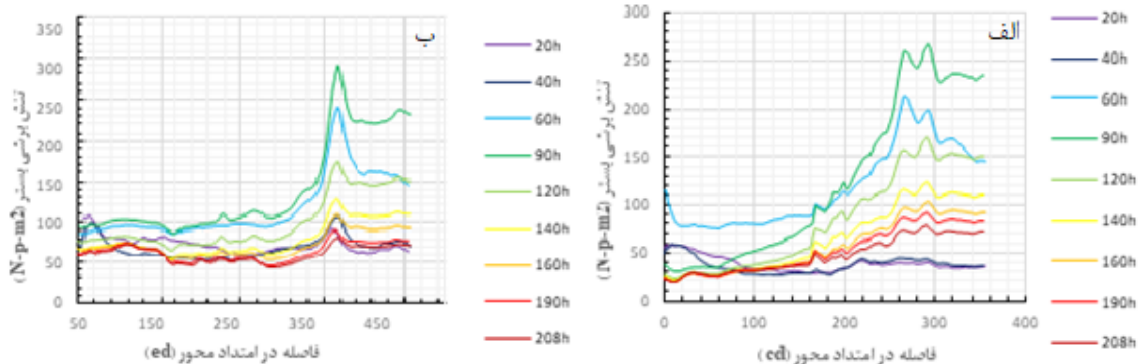 ب
350
300
250
200
150
100
50
0
50
150
250
350
450
تنش برشی بستر (N-p-m2)
فاصله در امتداد محور (cd)
20h
40h
60h
90h
120h
140h
160h
190h
208h
الف
300
250
200
150
100
50
0
0
100
200
300
400
تنش برشی بستر (N-p-m2)
فاصله در امتداد محور (cd)
20h
40h
60h
90h
120h
140h
160h
190h
208h